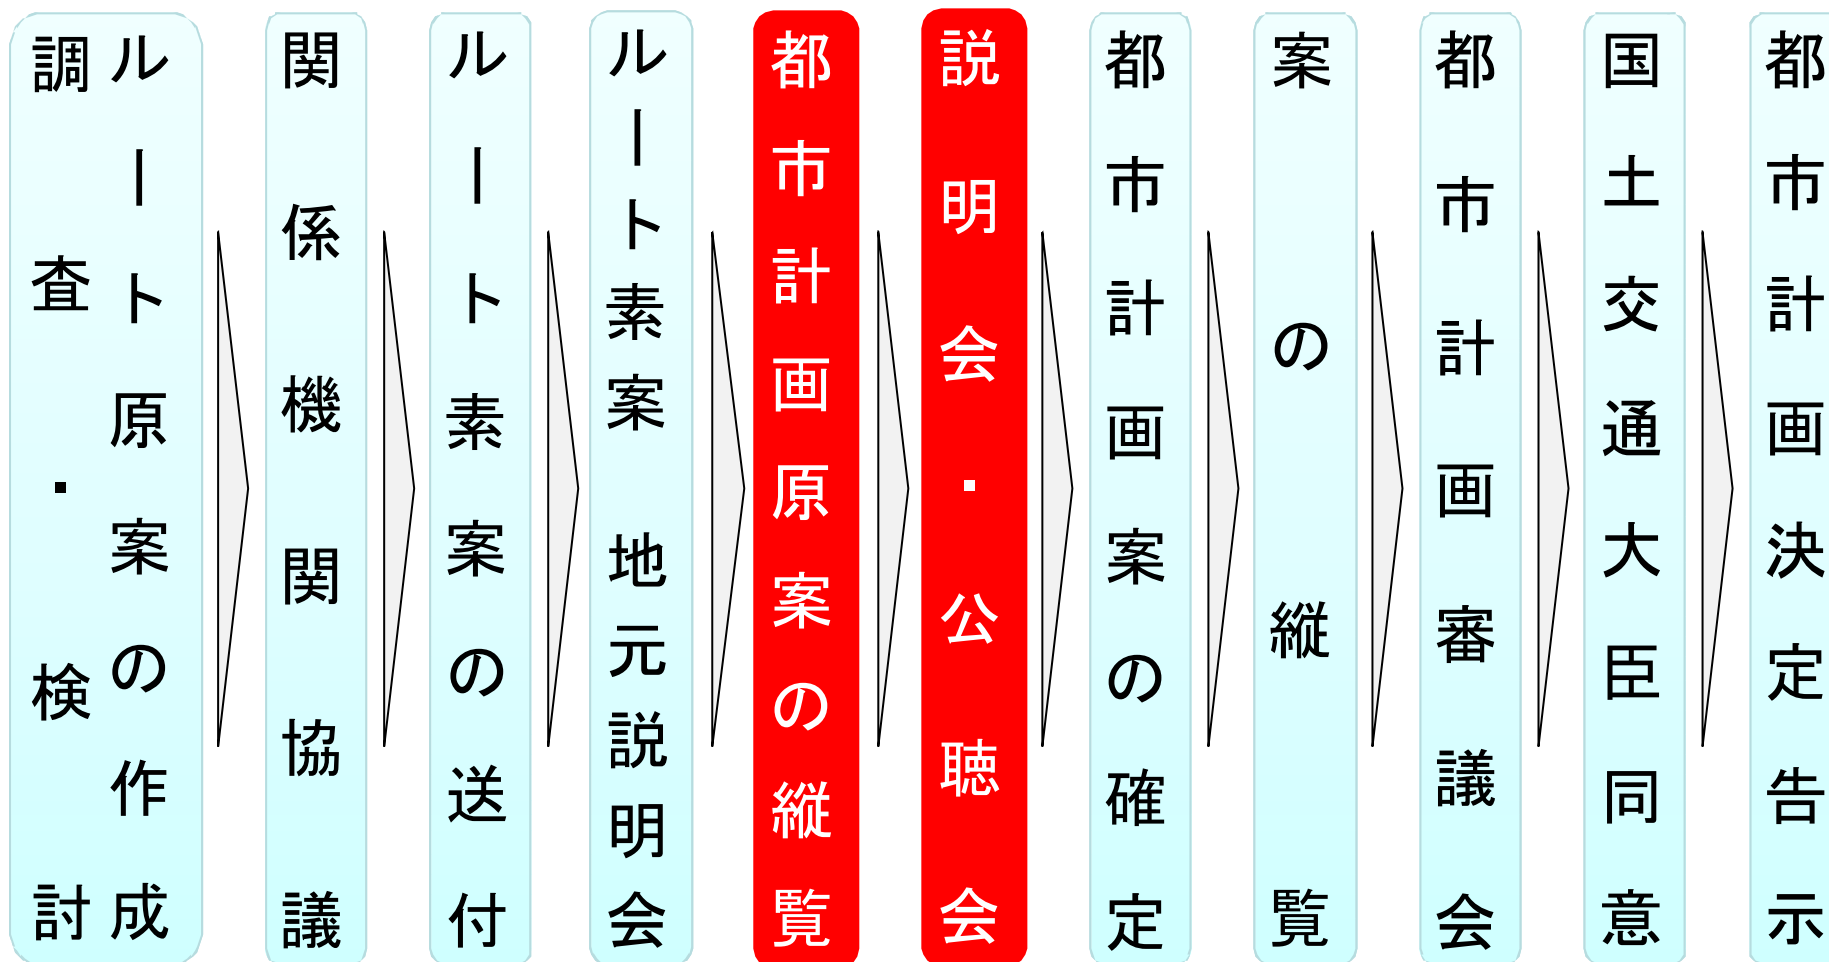 ルート原案の作成
調査・検討
関係機関協議
ルート素案の送付
ルート素案 地元説明会
都市計画原案の縦覧
説明会・公聴会
都市計画案の確定
案の縦覧
都市計画審議会
国土交通大臣同意
都市計画決定告示